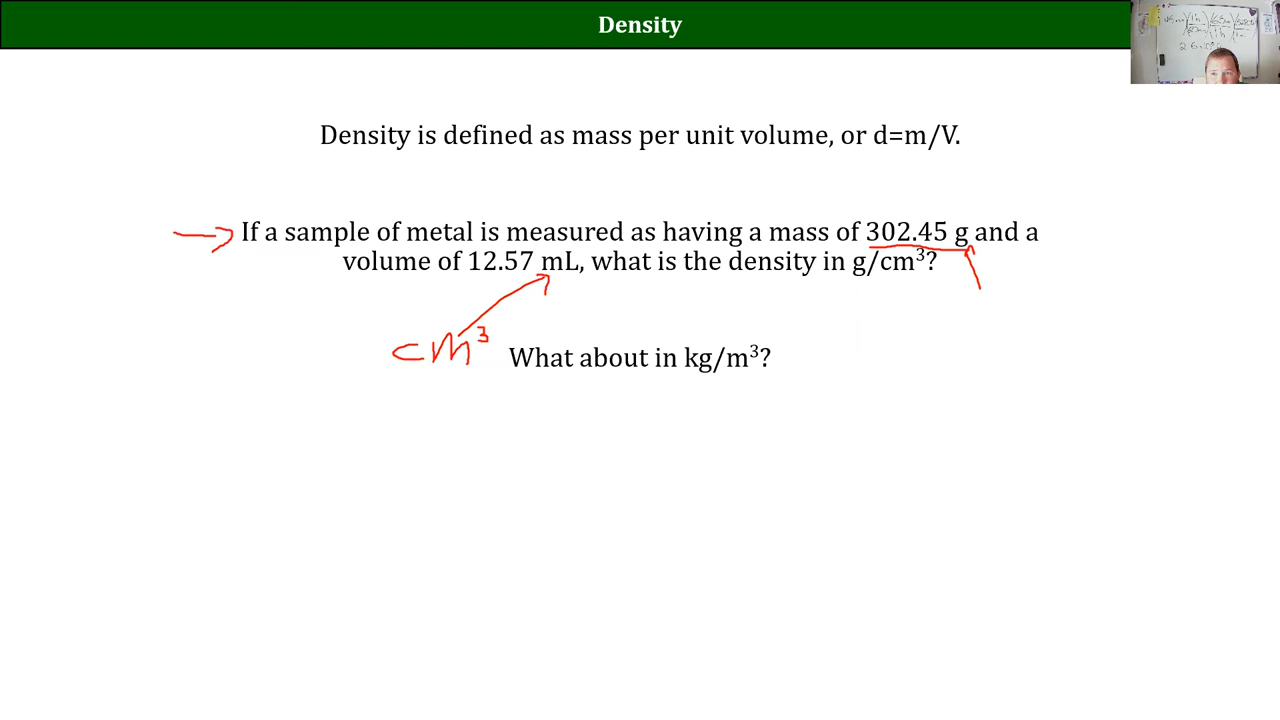 Density
Density is defined as mass per unit volume, or d=m/V.
If a sample of metal is measured as having a mass of 302.45 g and a
volume of 12.57 mL, what is the density in g/cm³?
cm³
What about in kg/m³?